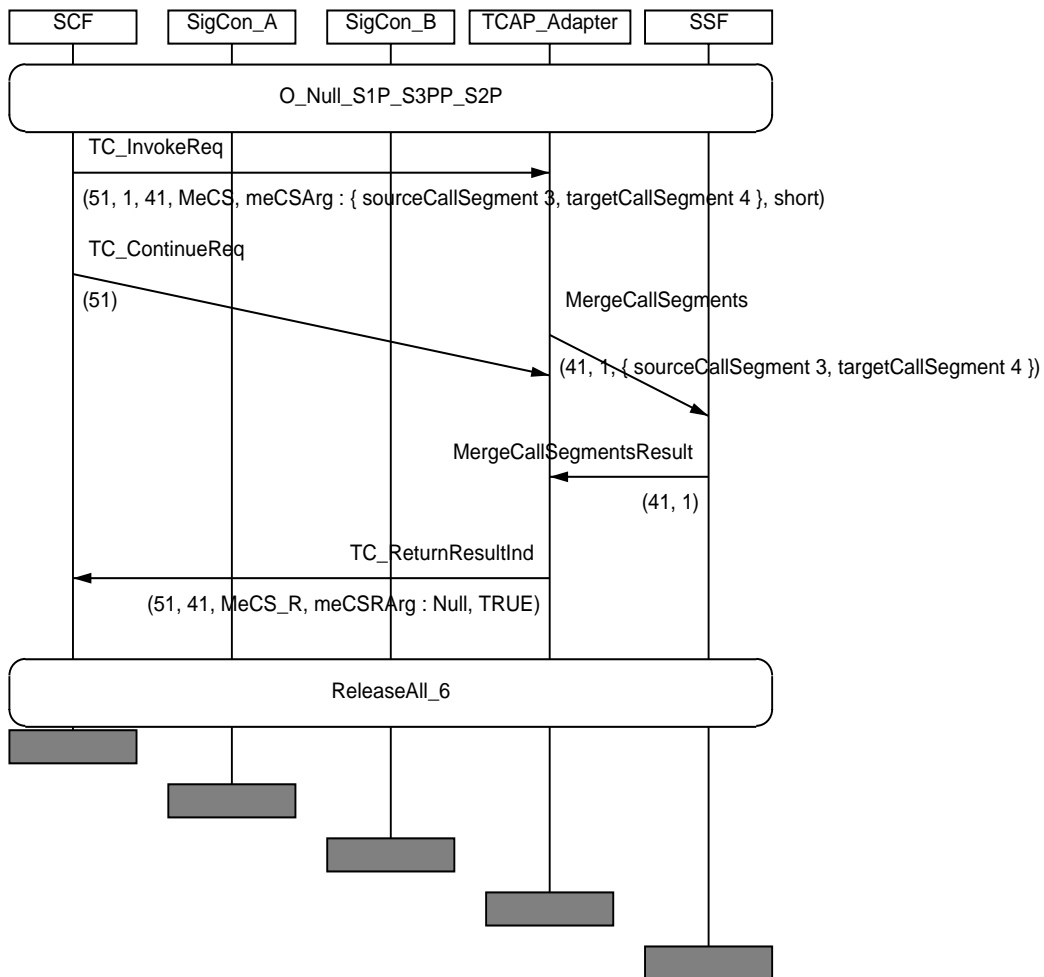 SCF SigCon_A SigCon_B TCAP_Adapter SSF
O_Null_S1P_S3PP_S2P
TC_InvokeReq
(51, 1, 41, MeCS, meCSArg : { sourceCallSegment 3, targetCallSegment 4 }, short)
TC_ContinueReq
(51)
MergeCallSegments
(41, 1, { sourceCallSegment 3, targetCallSegment 4 })
MergeCallSegmentsResult
(41, 1)
TC_ReturnResultInd
(51, 41, MeCS_R, meCSRArg : Null, TRUE)
ReleaseAll_6